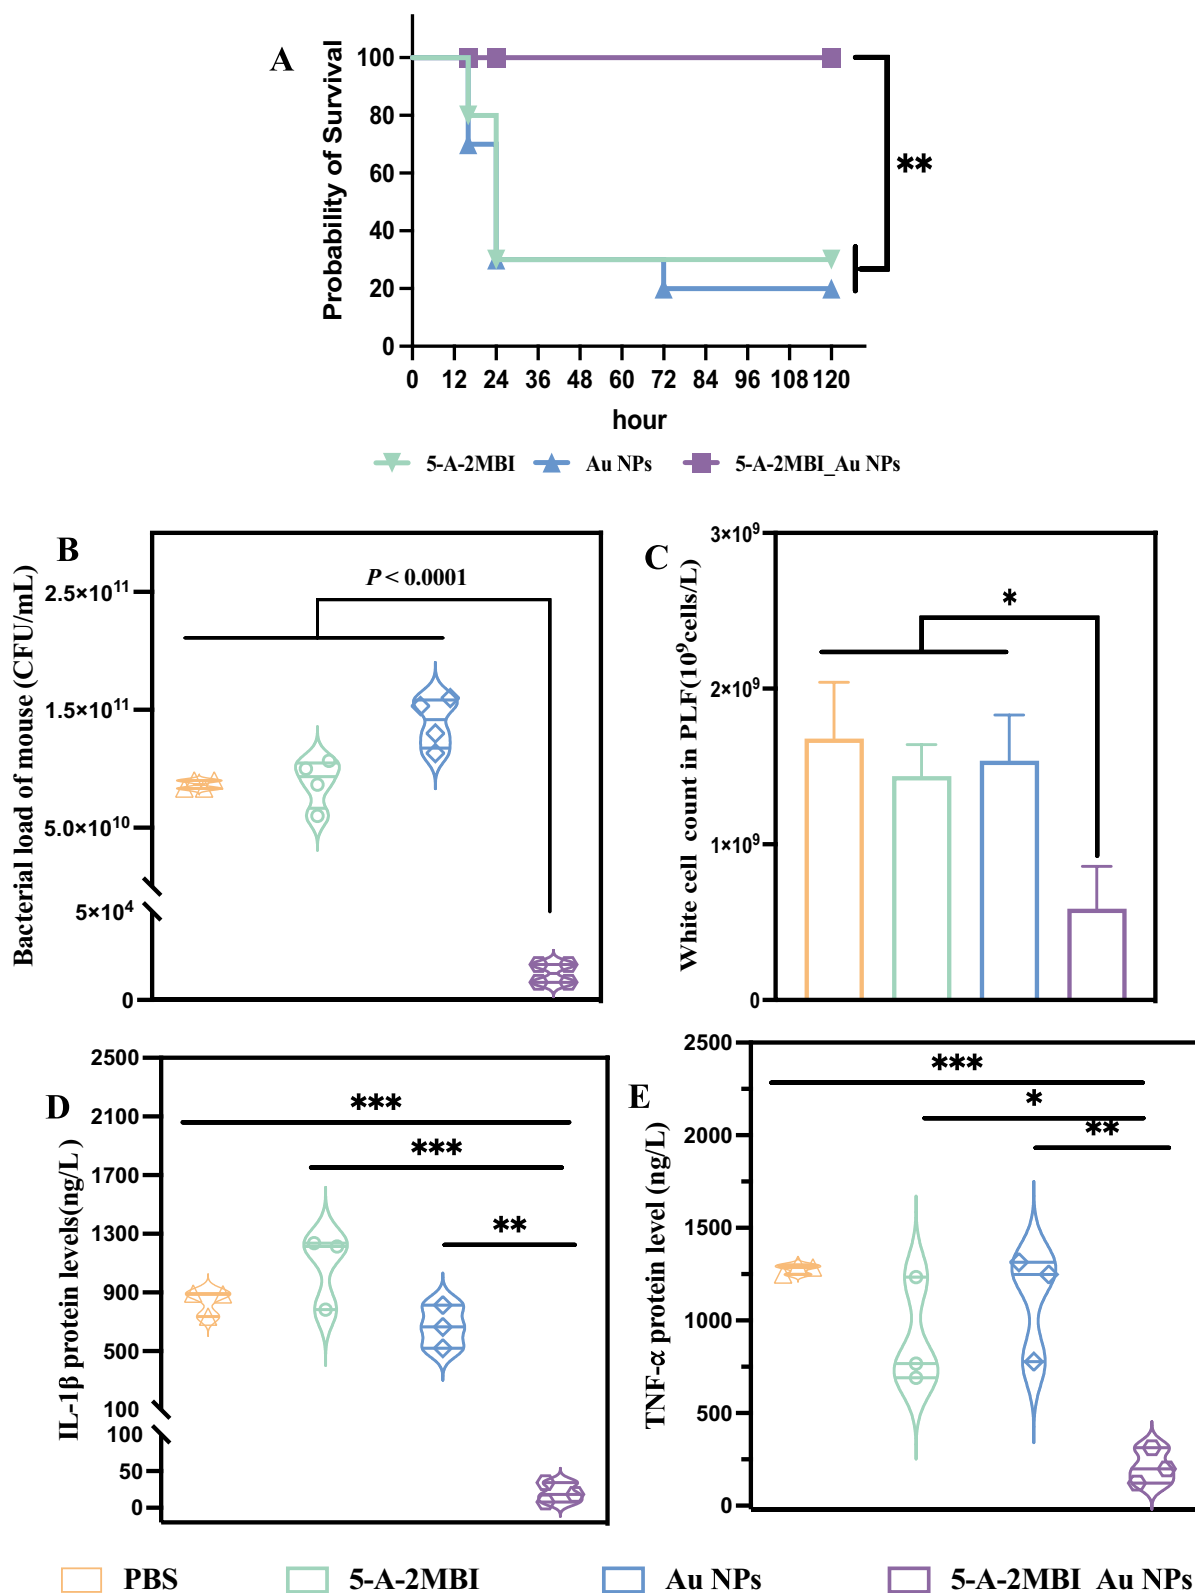 A
Probability of Survival
100
80
60
40
20
0
**
0 12 24 36 48 60 72 84 96 108 120
hour
5-A-2MBI Au NPs 5-A-2MBI_Au NPs
B
Bacterial load of mouse (CFU/mL)
2.5×10¹¹
1.5×10¹¹
5.0×10¹⁰
5×10⁴
0
P < 0.0001
C
White cell count in PLF(10⁹cells/L)
3×10⁹
2×10⁹
1×10⁹
0
*
D
IL-1β protein levels(ng/L )
2500
2100
1700
1300
900
500
100
100
50
0
***
***
**
E
TNF-α protein level (ng/L)
2500
2000
1500
1000
500
0
***
*
**
PBS 5-A-2MBI Au NPs 5-A-2MBI_Au NPs